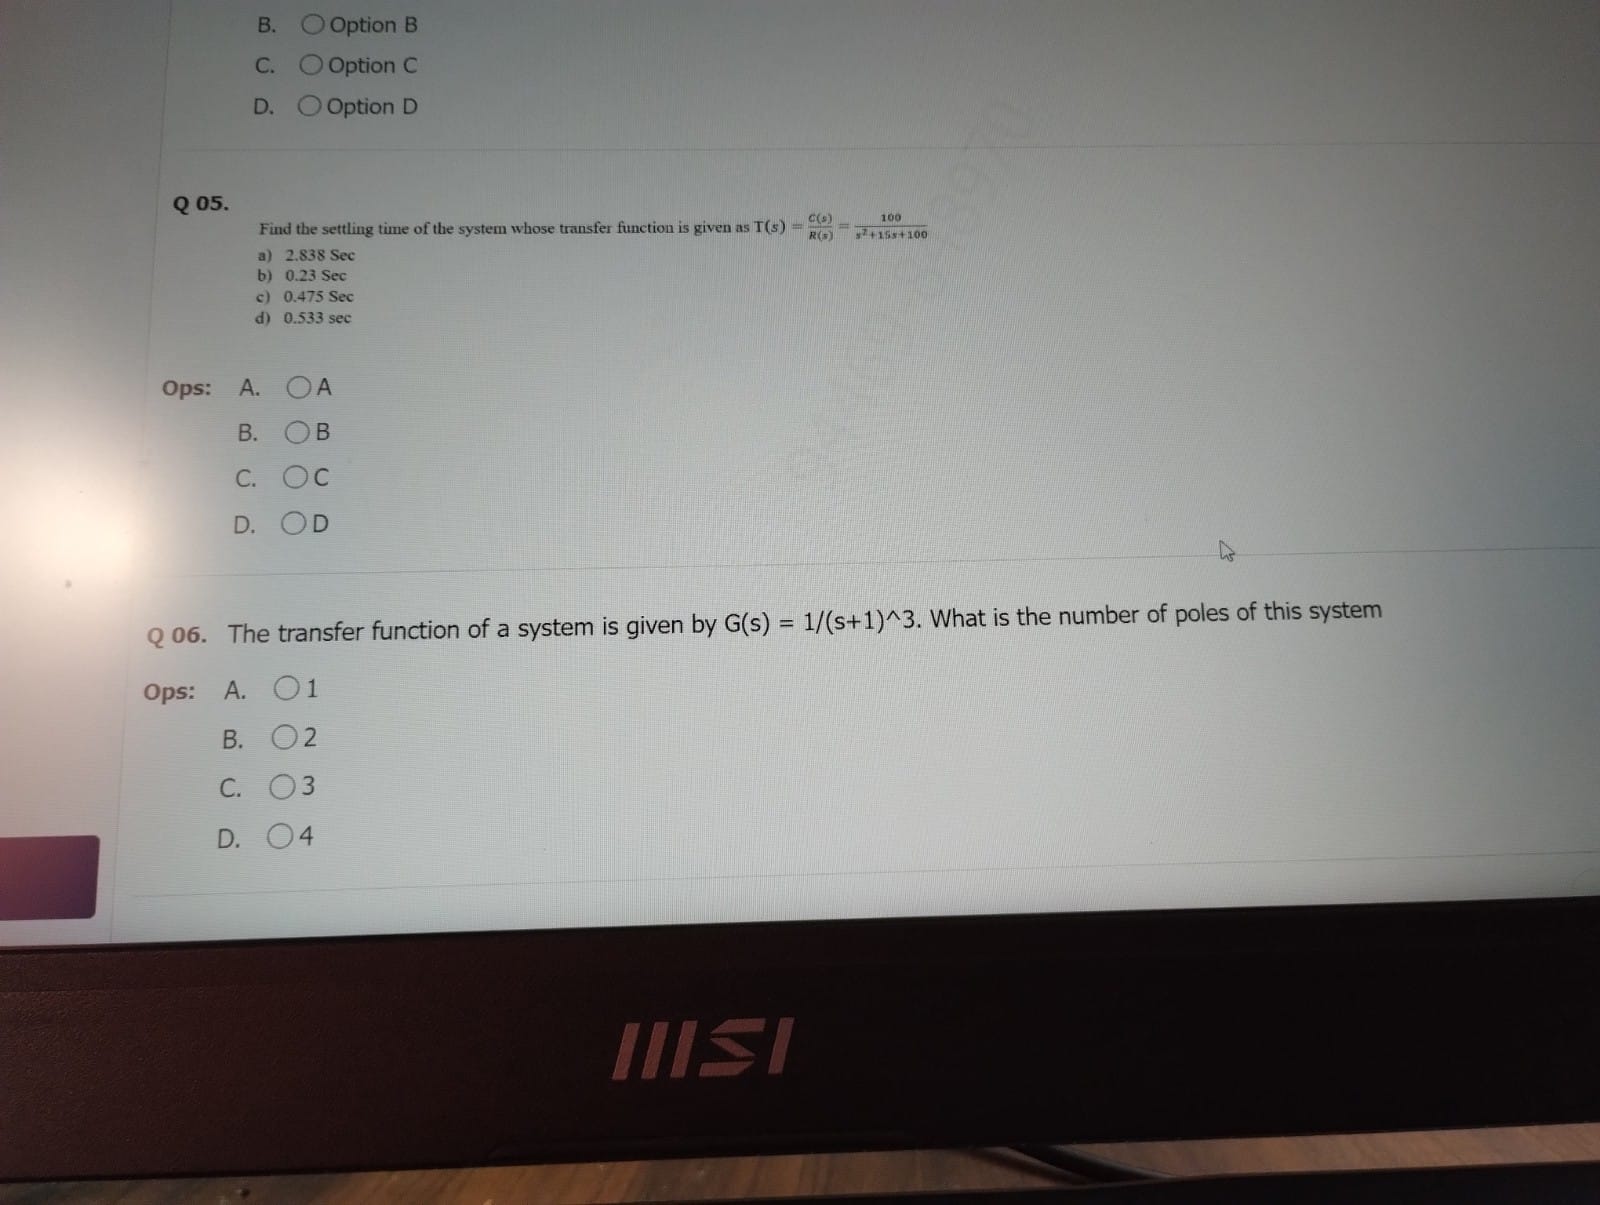 B. Option B
C. Option C
D. Option D
Q 05.
Find the settling time of the system whose transfer function is given as T(s) = C(s)/R(s) = 100/s²+15s+100
a) 2.838 Sec
b) 0.23 Sec
c) 0.475 Sec
d) 0.533 sec
Ops: A. A
B. B
C. C
D. D
Q 06. The transfer function of a system is given by G(s) = 1/(s+1)^3. What is the number of poles of this system
Ops: A. 1
B. 2
C. 3
D. 4
msi